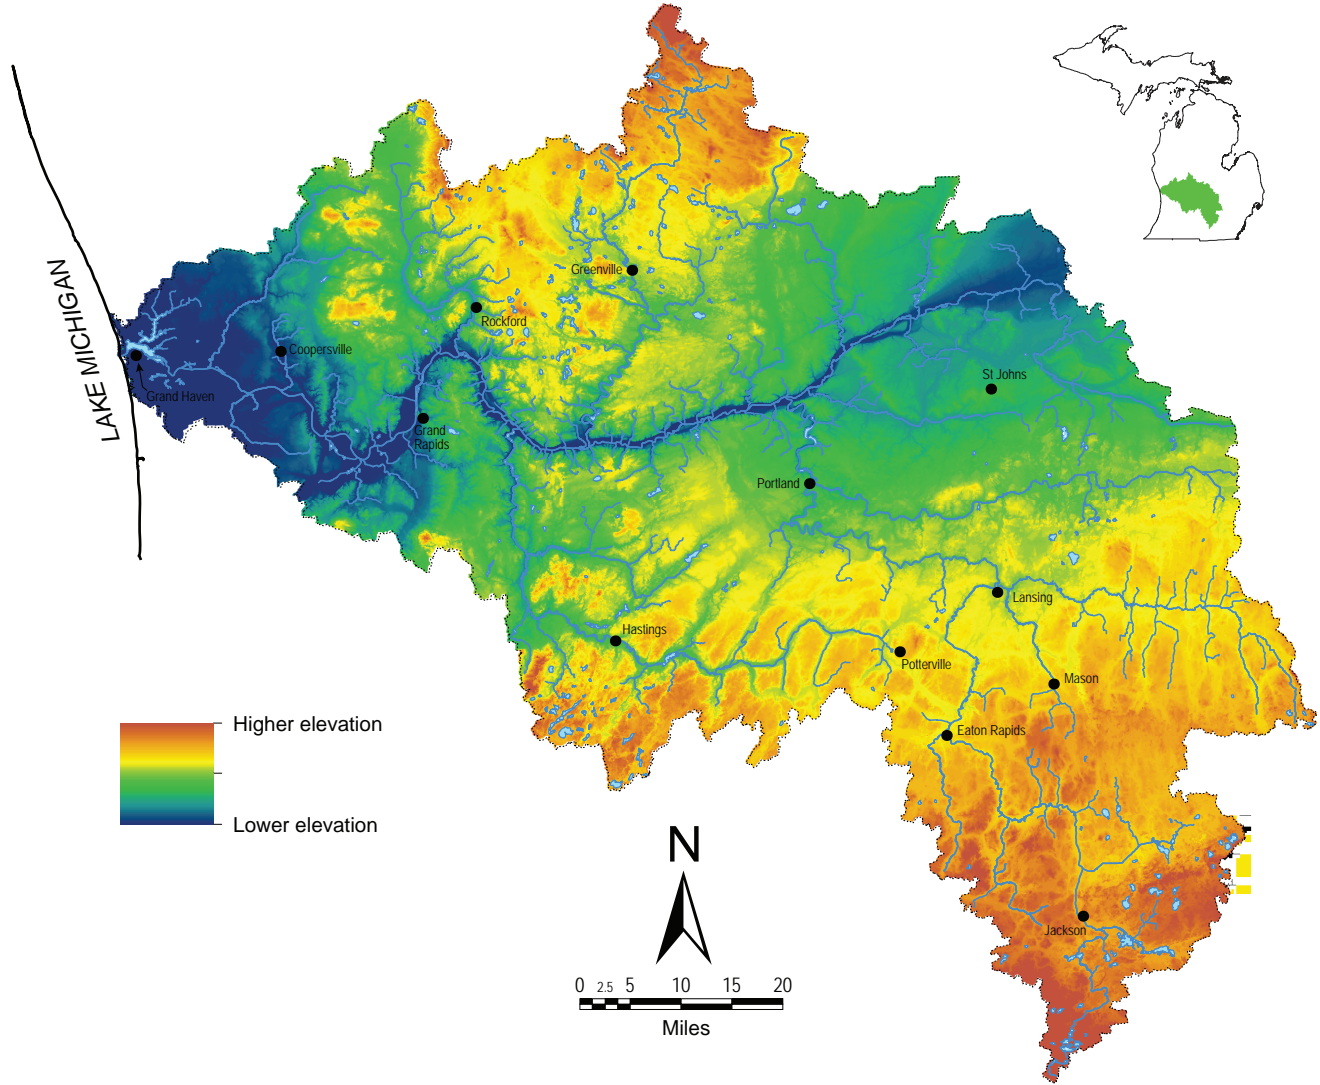 LAKE MICHIGAN
Greenville
Rockford
Coopersville
Grand Haven
St Johns
Grand
Rapids
Portland
Lansing
Hastings
Potterville
Mason
Eaton Rapids
Higher elevation
Lower elevation
N
Jackson
0 2.5 5 10 15 20
Miles